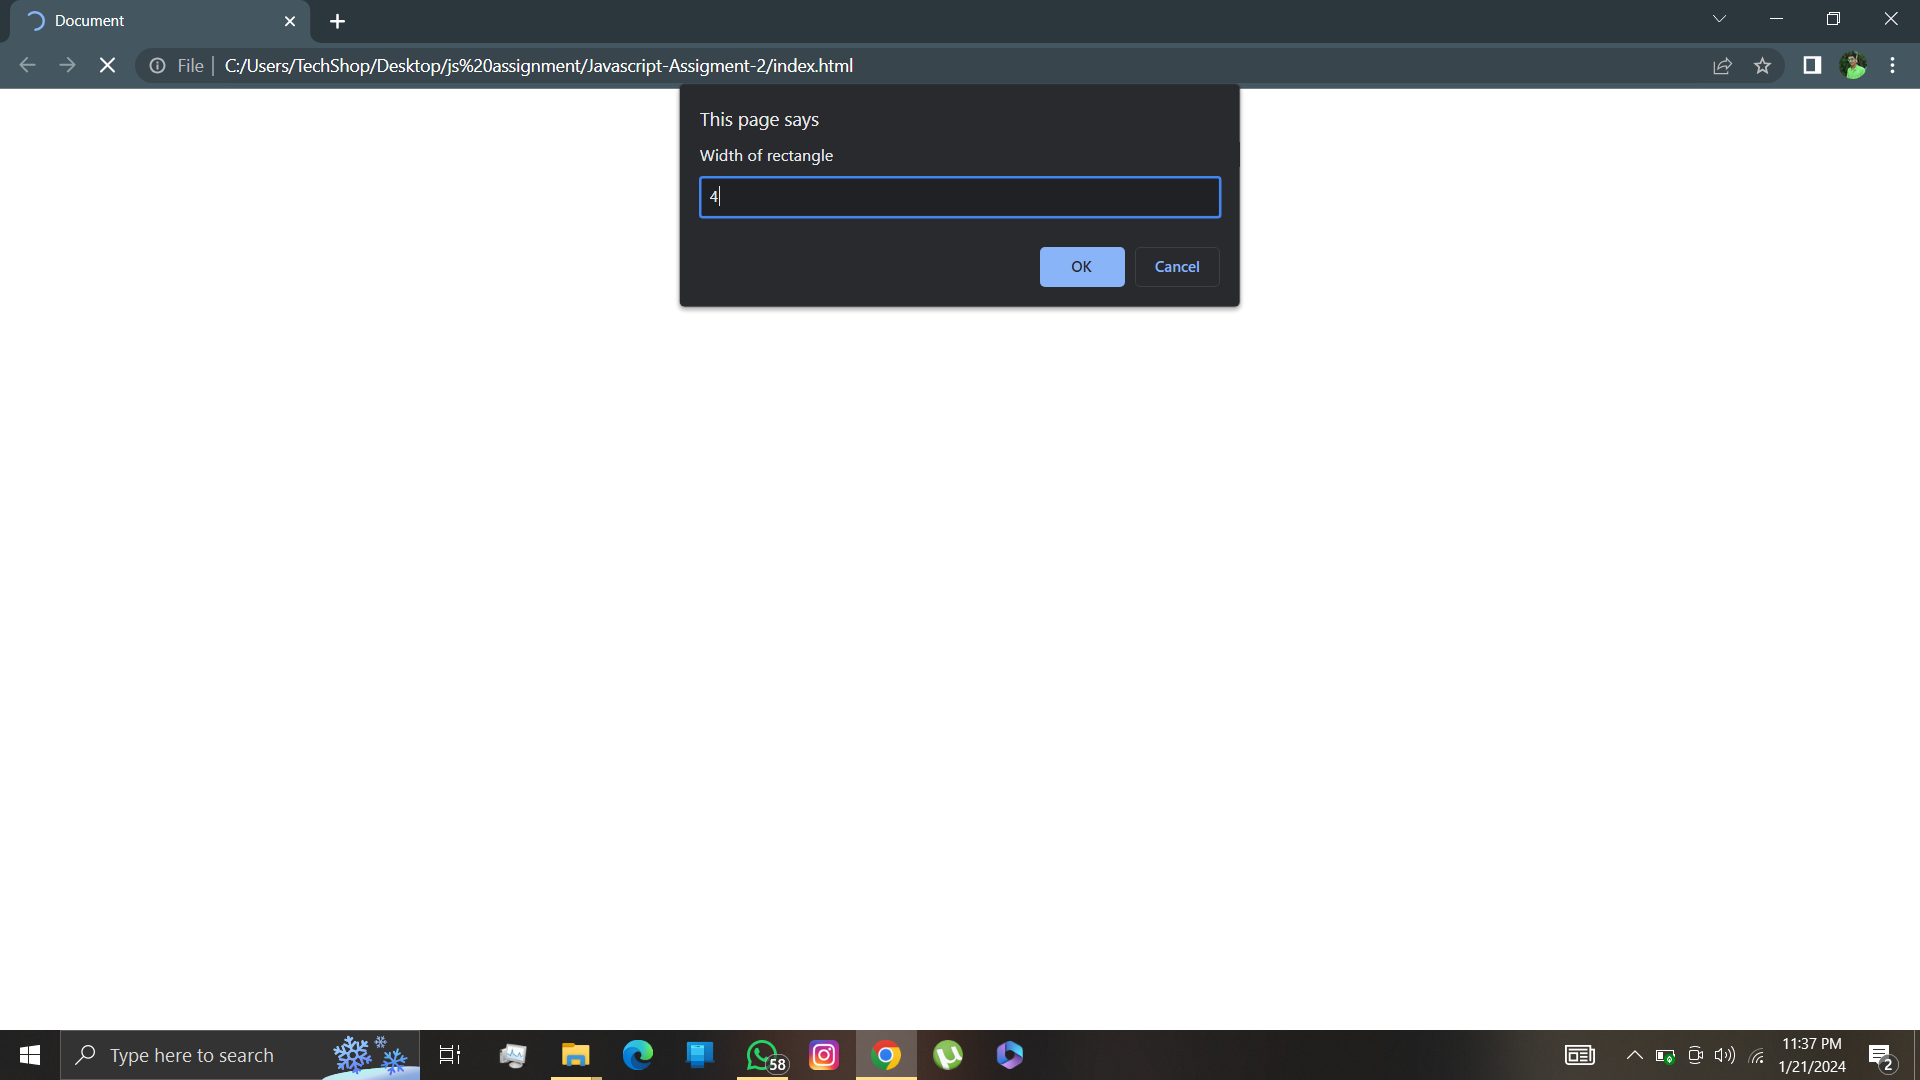 Document
File
C:/Users/TechShop/Desktop/js%20assignment/Javascript-Assigment-2/index.html
This page says
Width of rectangle
4
OK
Cancel
Type here to search
58
11:37 PM
1/21/2024
2